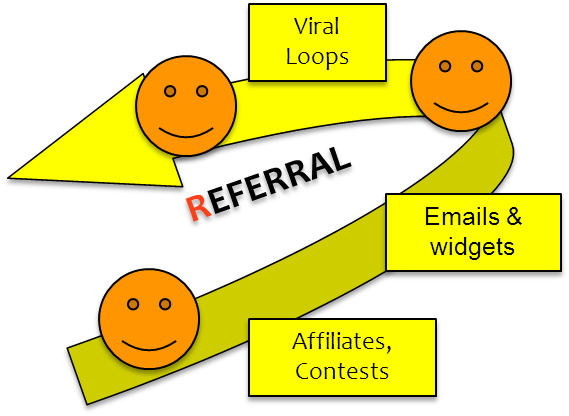 Viral
Loops
REFERRAL
Emails &
widgets
Affiliates,
Contests